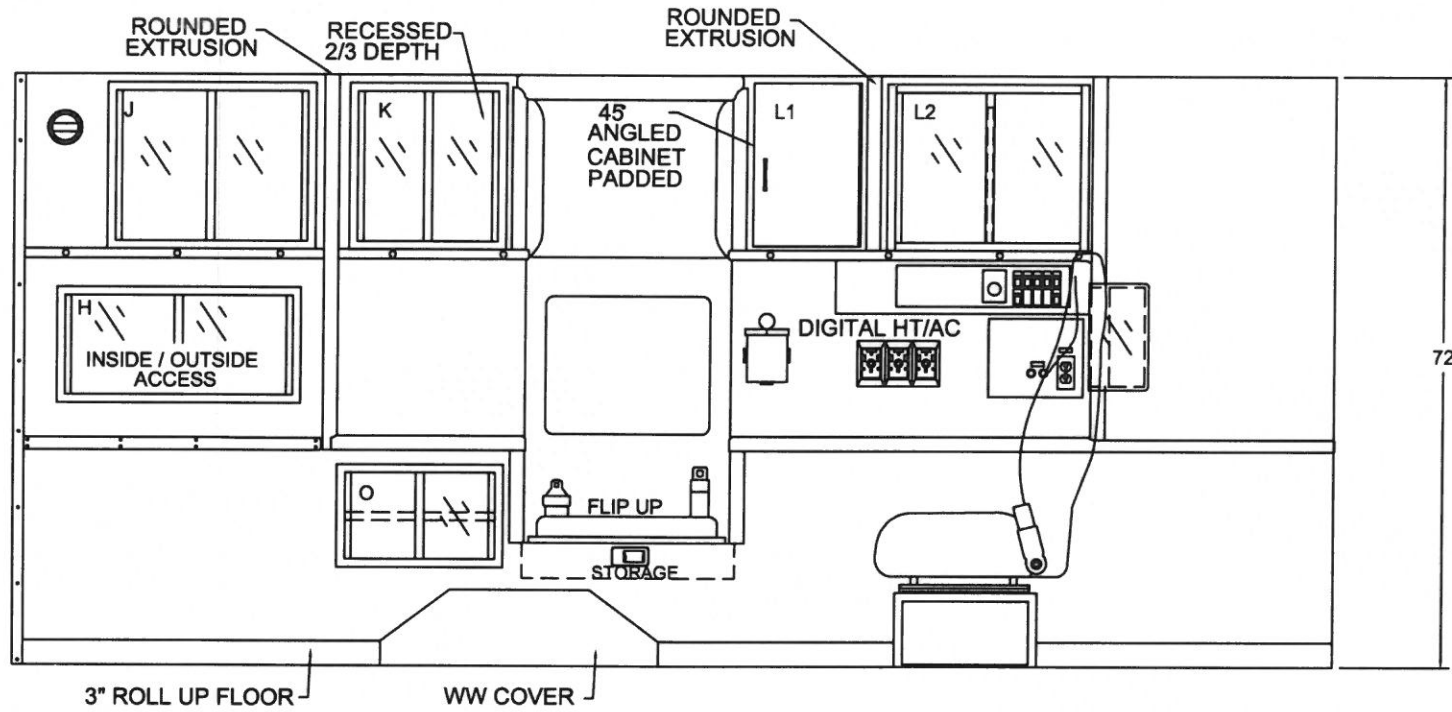 ROUNDED
EXTRUSION
RECESSED
2/3 DEPTH
ROUNDED
EXTRUSION
J
K
45°
ANGLED
CABINET
PADDED
L1
L2
H
INSIDE / OUTSIDE
ACCESS
DIGITAL HT/AC
72
O
FLIP UP
STORAGE
3" ROLL UP FLOOR
WW COVER